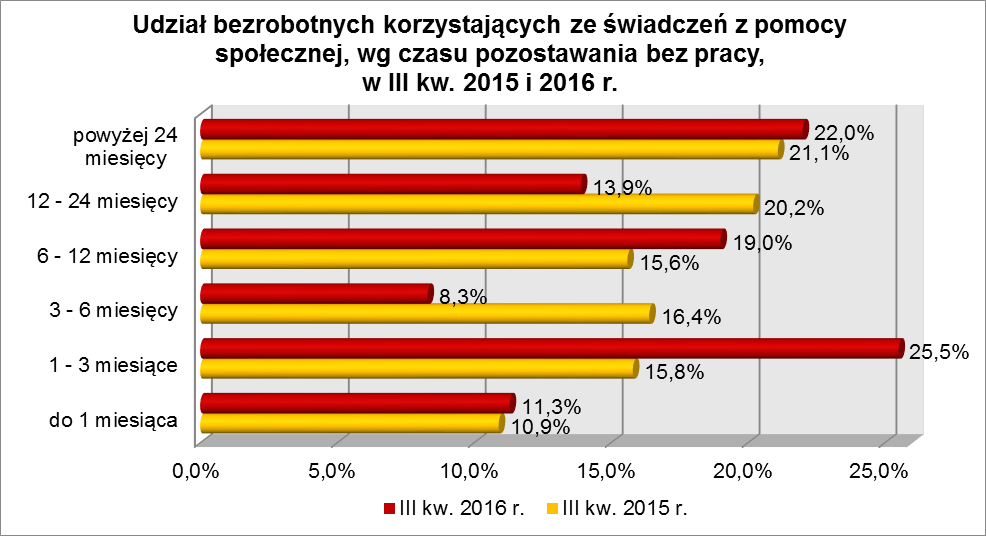 Udział bezrobotnych korzystających ze świadczeń z pomocy
społecznej, wg czasu pozostawania bez pracy,
w III kw. 2015 i 2016 r.
powyżej 24
miesięcy
22,0%
21,1%
12 - 24 miesięcy
13,9%
20,2%
6 - 12 miesięcy
19,0%
15,6%
3 - 6 miesięcy
8,3%
16,4%
1 - 3 miesiące
25,5%
15,8%
do 1 miesiąca
11,3%
10,9%
0,0% 5,0% 10,0% 15,0% 20,0% 25,0%
III kw. 2016 r. III kw. 2015 r.